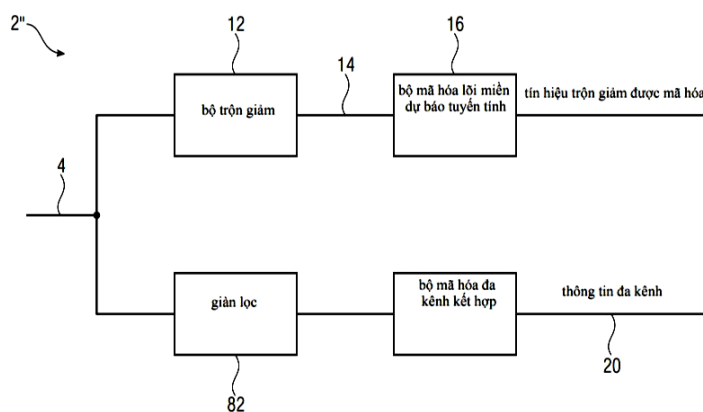 2"
12
16
bộ trộn giảm
14
bộ mã hóa lõi miền
dự báo tuyến tính
tín hiệu trộn giảm được mã hóa
4
giàn lọc
bộ mã hóa đa
kênh kết hợp
thông tin đa kênh
82
20